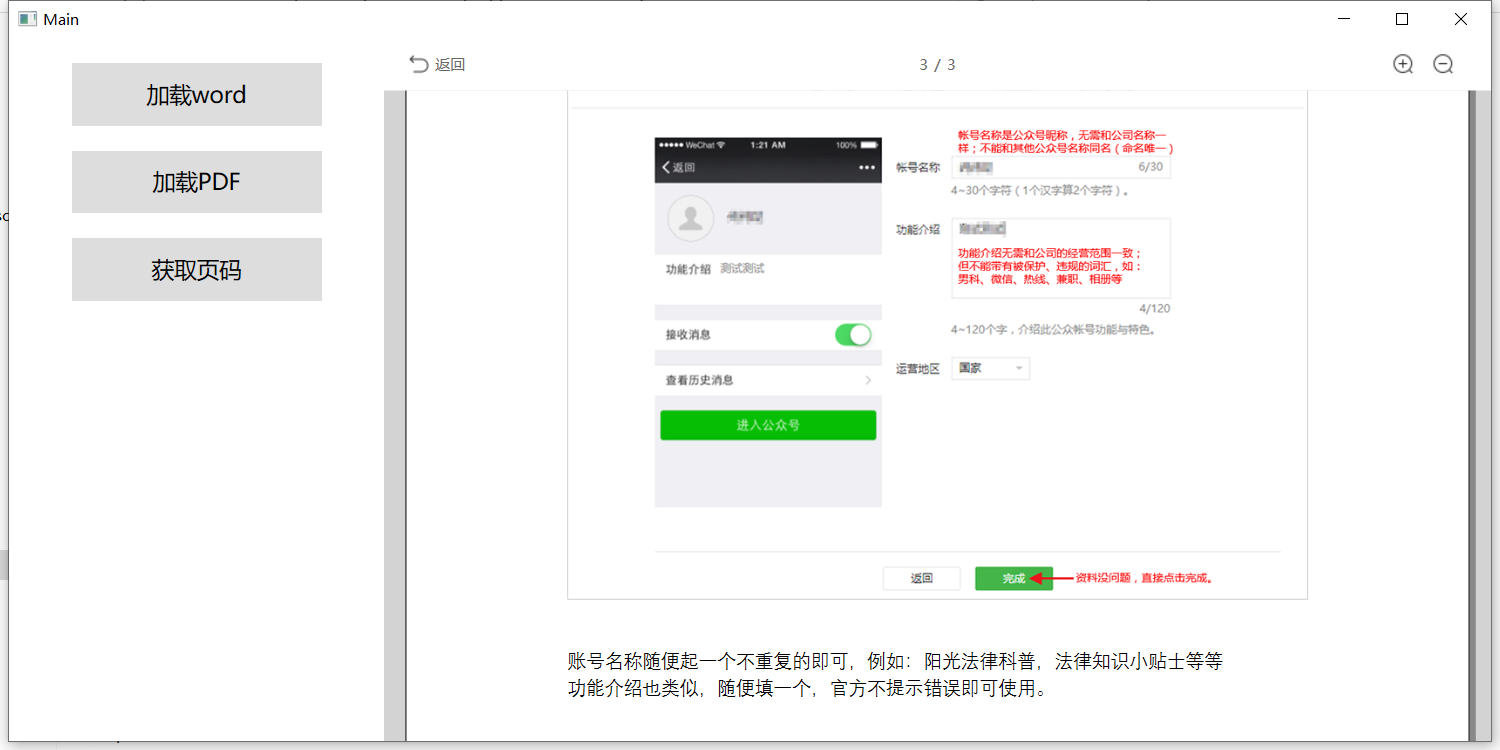 Main
加载word
加载PDF
获取页码
返回
3 / 3
WeChat
1:21 AM
100%
返回
功能介绍 测试测试
接收消息
查看历史消息
进入公众号
帐号名称是公众号昵称，无需和公司名称一
样；不能和其他公众号名称同名（命名唯一）
帐号名称
6/30
4~30个字符（1个汉字算2个字符）。
功能介绍
功能介绍无需和公司的经营范围一致；
但不能带有被保护、违规的词汇，如：
男科、微信、热线、兼职、相册等
4/120
4~120个字，介绍此公众帐号功能与特色。
运营地区 国家
返回
完成
资料没问题，直接点击完成。
账号名称随便起一个不重复的即可，例如：阳光法律科普，法律知识小贴士等等
功能介绍也类似，随便填一个，官方不提示错误即可使用。